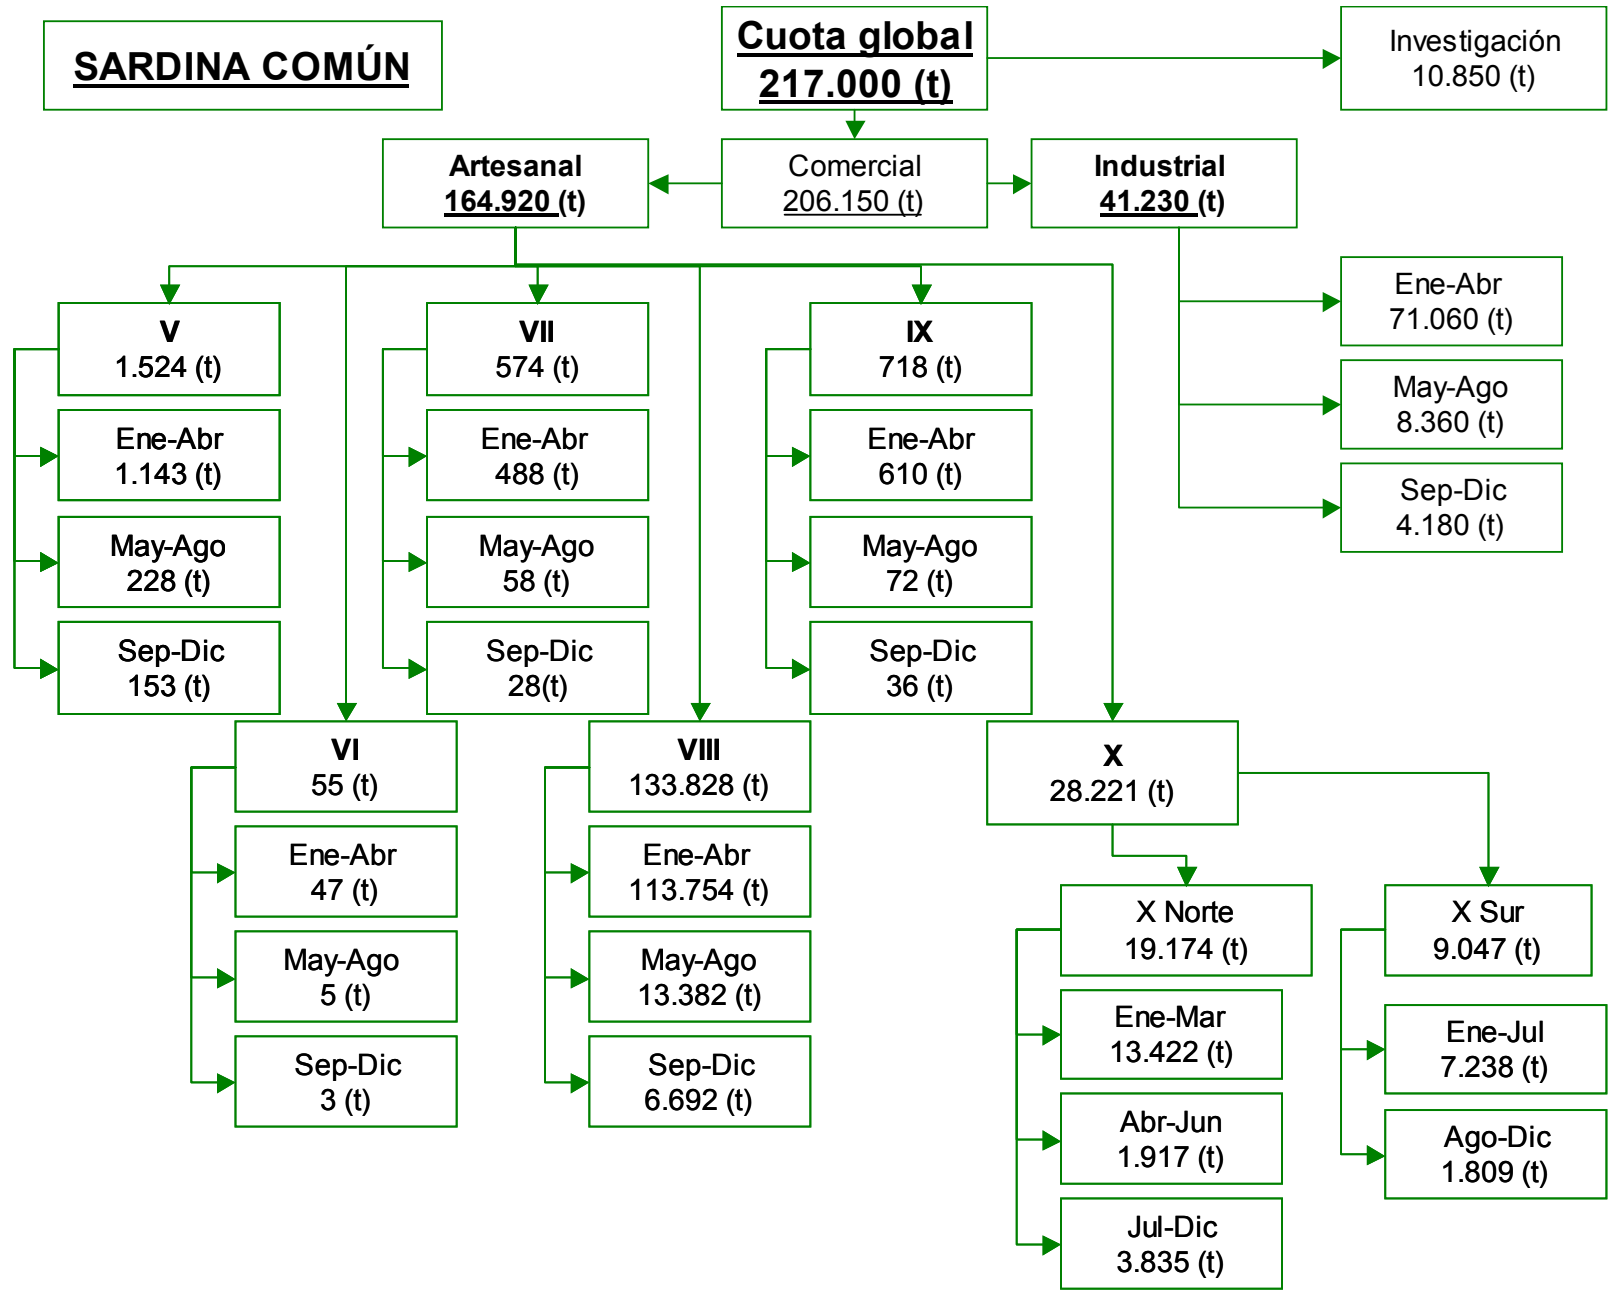 SARDINA COMÚN
Cuota global
217.000 (t)
Investigación
10.850 (t)
Artesanal
164.920 (t)
Comercial
206.150 (t)
Industrial
41.230 (t)
Ene-Abr
71.060 (t)
May-Ago
8.360 (t)
Sep-Dic
4.180 (t)
V
1.524 (t)
Ene-Abr
1.143 (t)
May-Ago
228 (t)
Sep-Dic
153 (t)
VII
574 (t)
Ene-Abr
488 (t)
May-Ago
58 (t)
Sep-Dic
28(t)
IX
718 (t)
Ene-Abr
610 (t)
May-Ago
72 (t)
Sep-Dic
36 (t)
VI
55 (t)
Ene-Abr
47 (t)
May-Ago
5 (t)
Sep-Dic
3 (t)
VIII
133.828 (t)
Ene-Abr
113.754 (t)
May-Ago
13.382 (t)
Sep-Dic
6.692 (t)
X
28.221 (t)
X Norte
19.174 (t)
Ene-Mar
13.422 (t)
Abr-Jun
1.917 (t)
Jul-Dic
3.835 (t)
X Sur
9.047 (t)
Ene-Jul
7.238 (t)
Ago-Dic
1.809 (t)